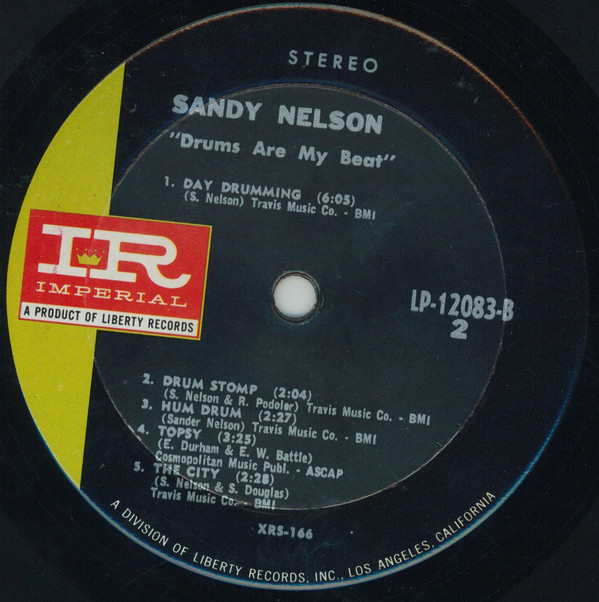 STEREO
SANDY NELSON
"Drums Are My Beat"
1. DAY DRUMMING (6:05)
(S. Nelson) Travis Music Co. - BMI
IR
IMPERIAL
A PRODUCT OF LIBERTY RECORDS
LP-12083-B
2
2. DRUM STOMP (2:04)
(S. Nelson & R. Podolor) Travis Music Co. - BMI
3. HUM DRUM (2:27)
(Sander Nelson) Travis Music Co. - BMI
4. TOPSY (3:25)
(E. Durham & E. W. Battle)
Cosmopolitan Music Publ. - ASCAP
5. THE CITY (2:28)
(S. Nelson & S. Douglas)
Travis Music Co. - BMI
XRS-166
A DIVISION OF LIBERTY RECORDS, INC., LOS ANGELES, CALIFORNIA